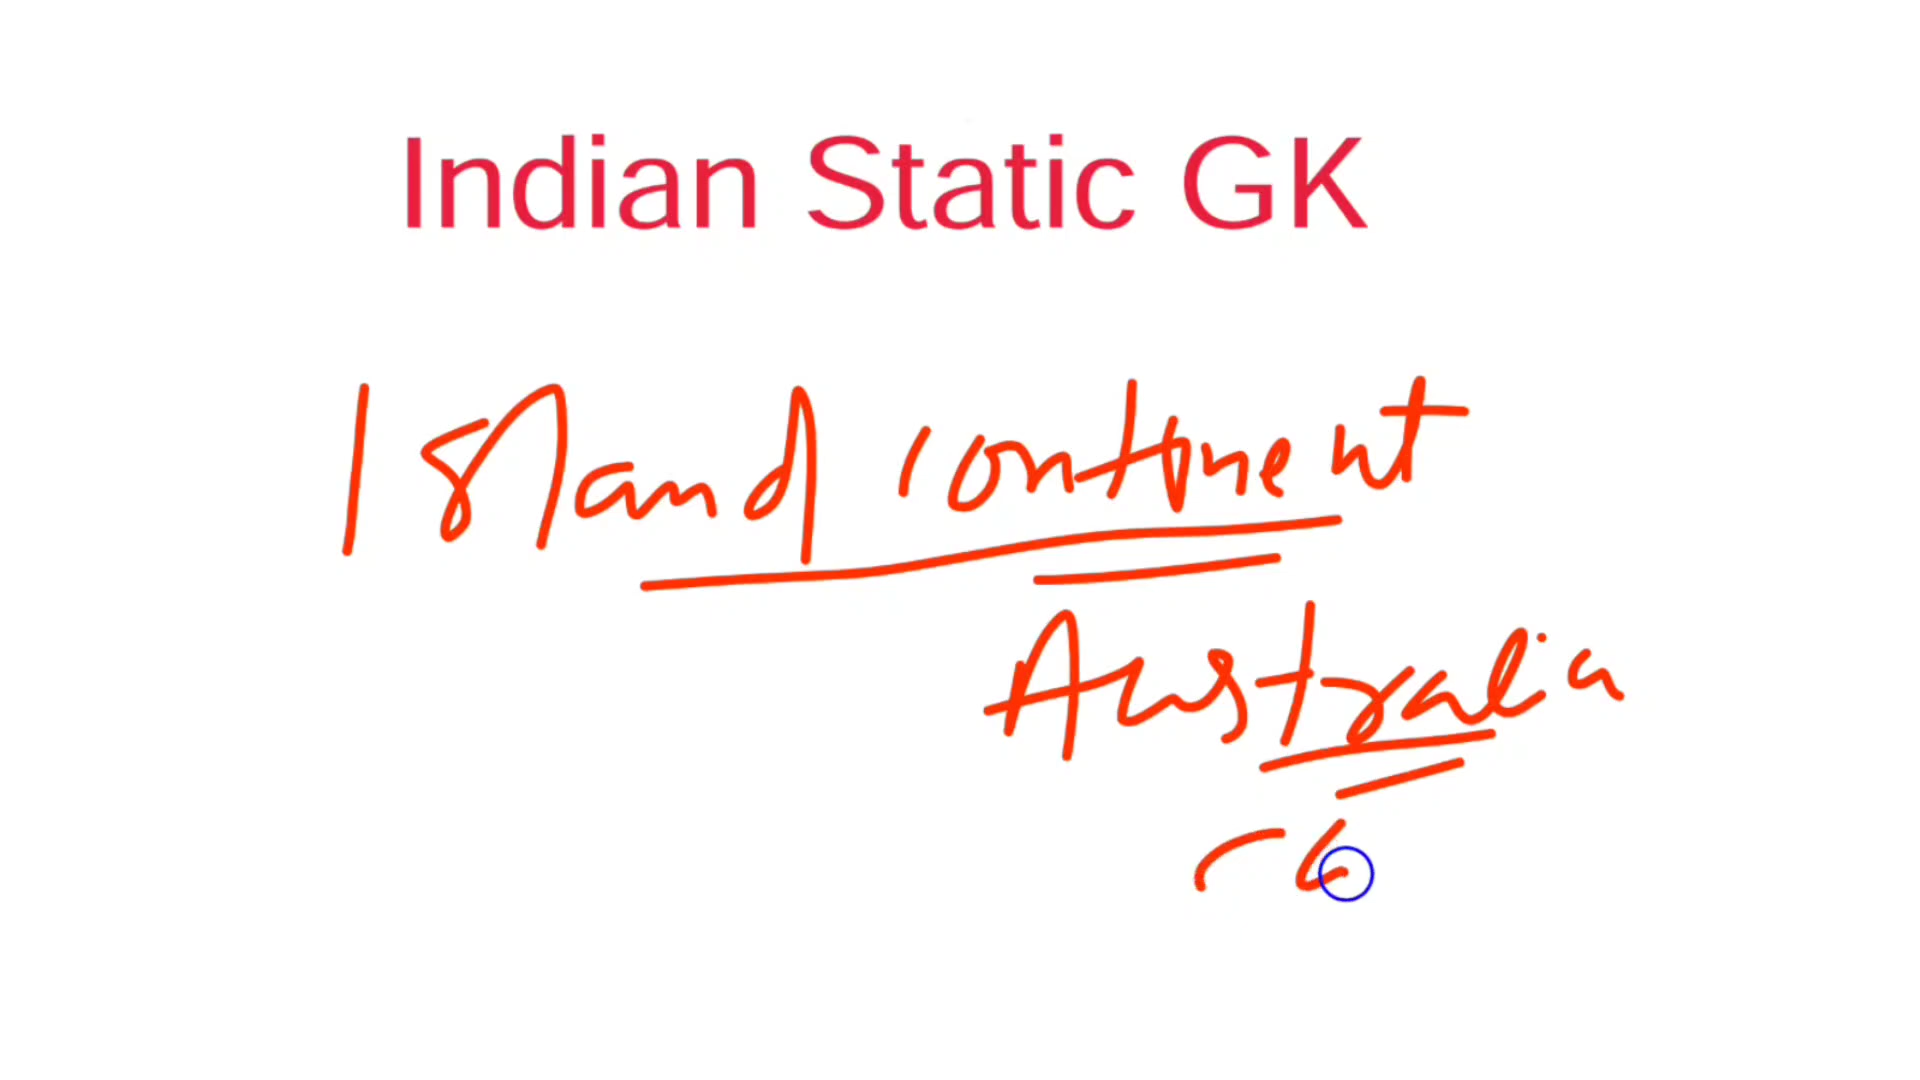 Indian Static GK
Island continent
Australia